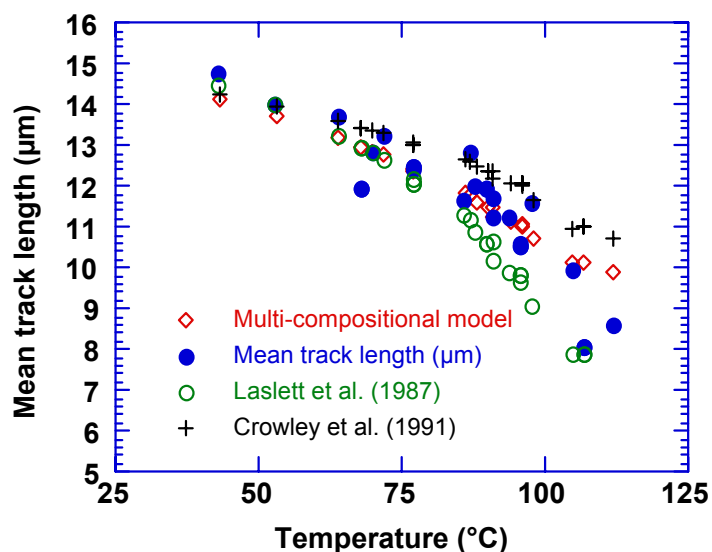 16
15
14
13
12
11
10
9
8
7
6
5
Mean track length (µm)
Multi-compositional model
Mean track length (µm)
Laslett et al. (1987)
Crowley et al. (1991)
25
50
75
100
125
Temperature (°C)